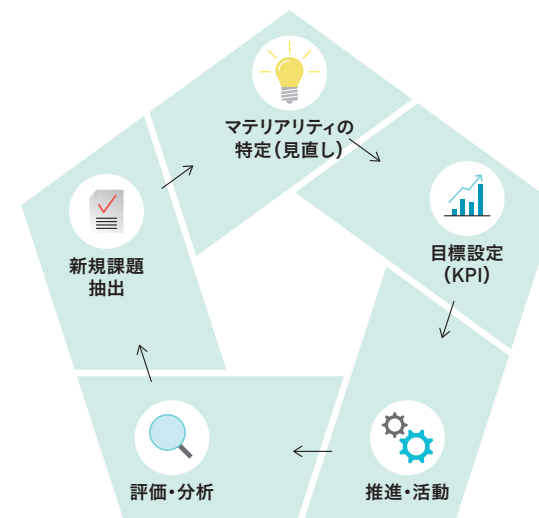 マテリアリティの
特定（見直し）
目標設定
（KPI）
推進・活動
評価・分析
新規課題
抽出